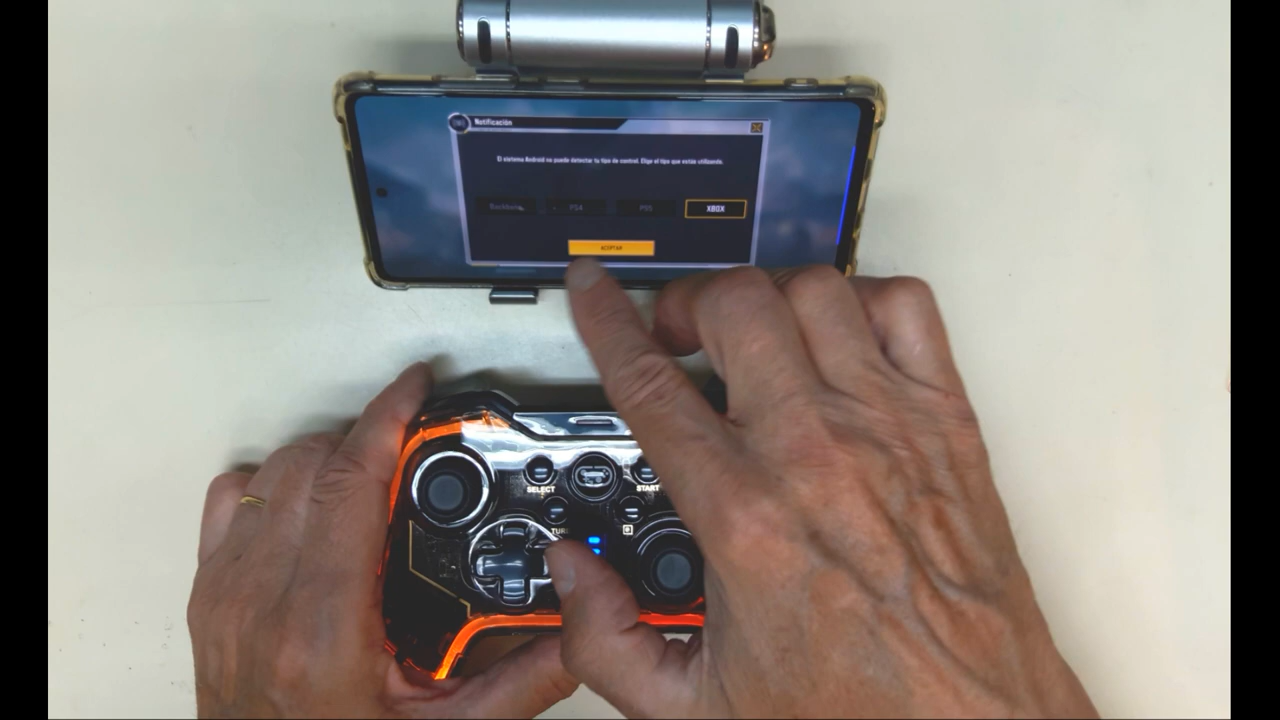 Notificación
El sistema Android no puede detectar tu tipo de control. Elige el tipo que estás utilizando.
PS4 PS5 XBOX
ACEPTAR
SELECT START